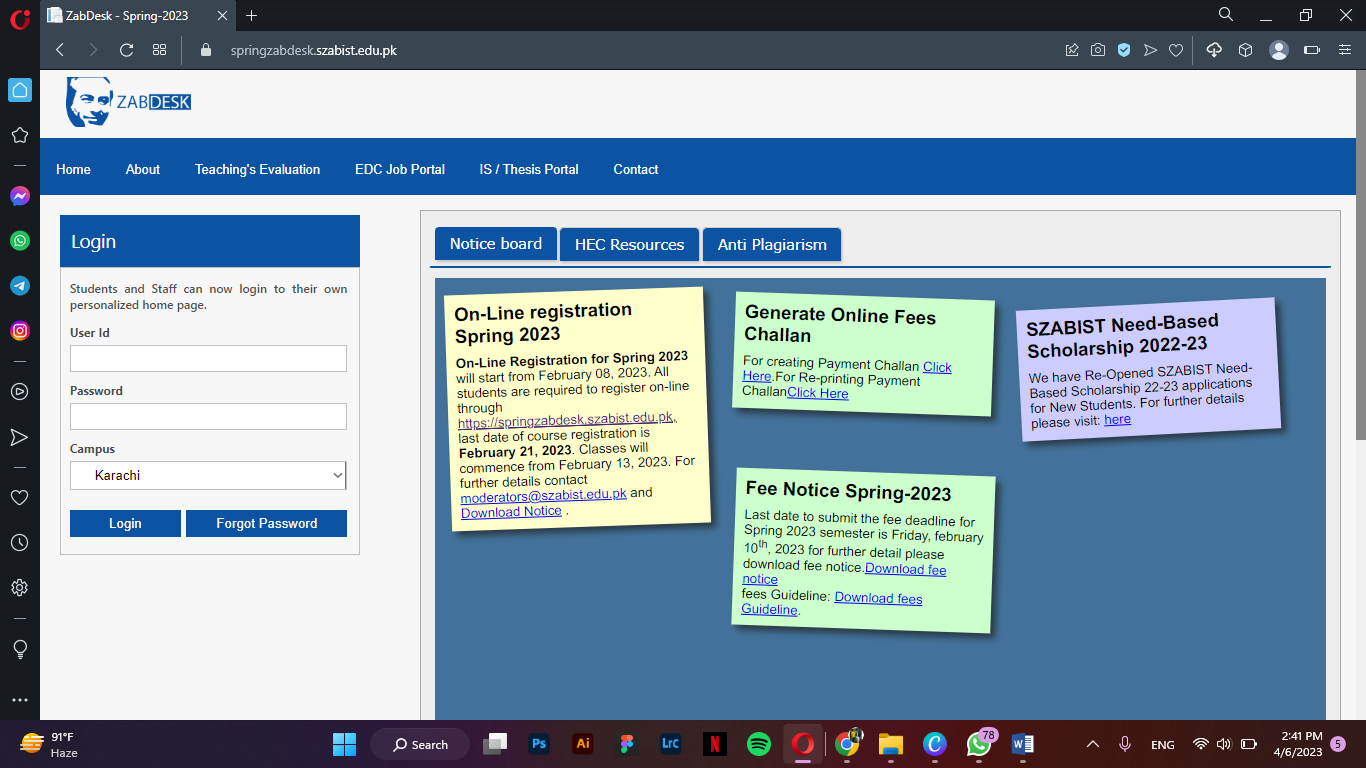 ZabDesk - Spring-2023
springzabdesk.szabist.edu.pk
ZABDESK
Home About Teaching's Evaluation EDC Job Portal IS / Thesis Portal Contact
Login
Students and Staff can now login to their own
personalized home page.
User Id
Password
Campus
Karachi
Login Forgot Password
Notice board HEC Resources Anti Plagiarism
On-Line registration
Spring 2023
On-Line Registration for Spring 2023
will start from February 08, 2023. All
students are required to register on-line
through
https://springzabdesk.szabist.edu.pk,
last date of course registration is
February 21, 2023. Classes will
commence from February 13, 2023. For
further details contact
moderators@szabist.edu.pk and
Download Notice .
Generate Online Fees
Challan
For creating Payment Challan Click
Here.For Re-printing Payment
ChallanClick Here
SZABIST Need-Based
Scholarship 2022-23
We have Re-Opened SZABIST Need-
Based Scholarship 22-23 applications
for New Students. For further details
please visit: here
Fee Notice Spring-2023
Last date to submit the fee deadline for
Spring 2023 semester is Friday, february
10th, 2023 for further detail please
download fee notice.Download fee
notice
fees Guideline: Download fees
Guideline.
91°F
Haze
Search
Ps
Ai
Lrc
N
78
W
ENG
2:41 PM
4/6/2023
5